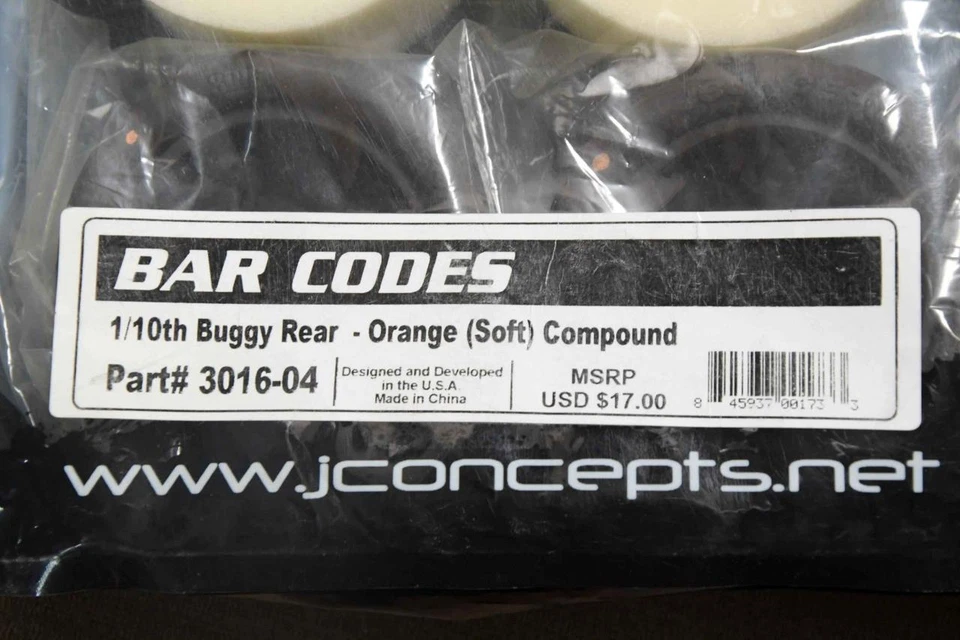 BAR CODES
1/10th Buggy Rear - Orange (Soft) Compound
Part# 3016-04
Designed and Developed
in the U.S.A.
Made in China
MSRP
USD $17.00
8 45937 00173 3
www.jconcepts.net